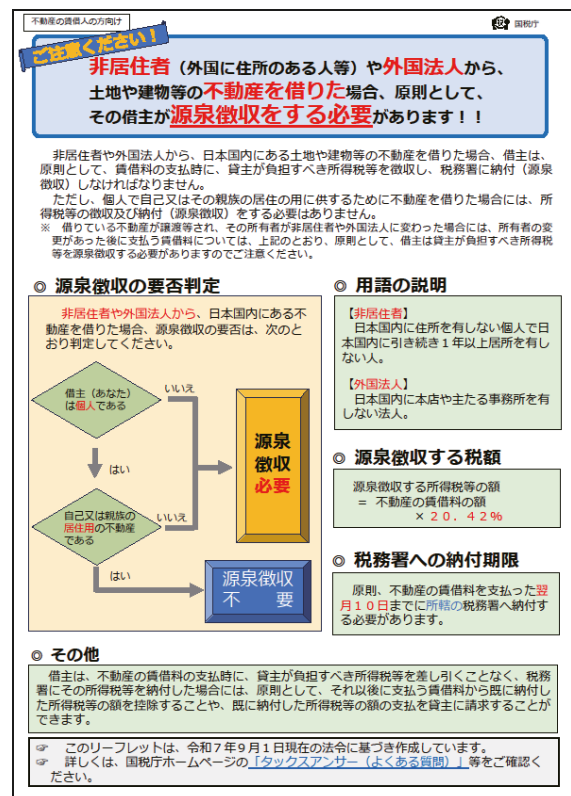 不動産の賃借人の方向け
国税庁
ご注意ください！
非居住者（外国に住所のある人等）や外国法人から、
土地や建物等の不動産を借りた場合、原則として、
その借主が源泉徴収をする必要があります！！
非居住者や外国法人から、日本国内にある土地や建物等の不動産を借りた場合、借主は、
原則として、賃借料の支払時に、貸主が負担すべき所得税等を徴収し、税務署に納付（源泉
徴収）しなければなりません。
ただし、個人で自己又はその親族の居住の用に供するために不動産を借りた場合には、所
得税等の徴収及び納付（源泉徴収）をする必要はありません。
※　借りている不動産が譲渡等され、その所有者が非居住者や外国法人に変わった場合には、所有者の変
更があった後に支払う賃借料については、上記のとおり、原則として、借主は貸主が負担すべき所得税
等を源泉徴収する必要がありますのでご注意ください。
◎ 源泉徴収の要否判定
非居住者や外国法人から、日本国内にある不
動産を借りた場合、源泉徴収の要否は、次のと
おり判定してください。
借主（あなた）
は個人である
いいえ
はい
自己又は親族の
居住用の不動産
である
いいえ
はい
源泉
徴収
必要
源泉徴収
不　要
◎ 用語の説明
【非居住者】
日本国内に住所を有しない個人で日
本国内に引き続き１年以上居所を有し
ない人。
【外国法人】
日本国内に本店や主たる事務所を有
しない法人。
◎ 源泉徴収する税額
源泉徴収する所得税等の額
＝ 不動産の賃借料の額
× ２０．４２％
◎ 税務署への納付期限
原則、不動産の賃借料を支払った翌
月１０日までに所轄の税務署へ納付す
る必要があります。
◎ その他
借主は、不動産の賃借料の支払時に、貸主が負担すべき所得税等を差し引くことなく、税務
署にその所得税等を納付した場合には、原則として、それ以後に支払う賃借料から既に納付し
た所得税等の額を控除することや、既に納付した所得税等の額の支払を貸主に請求することが
できます。
☞　このリーフレットは、令和７年９月１日現在の法令に基づき作成しています。
☞　詳しくは、国税庁ホームページの「タックスアンサー（よくある質問）」等をご確認く
ださい。